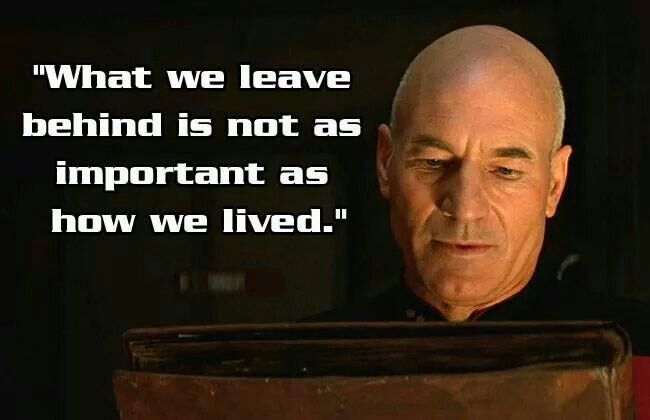 "What we leave
behind is not as
important as
how we lived."